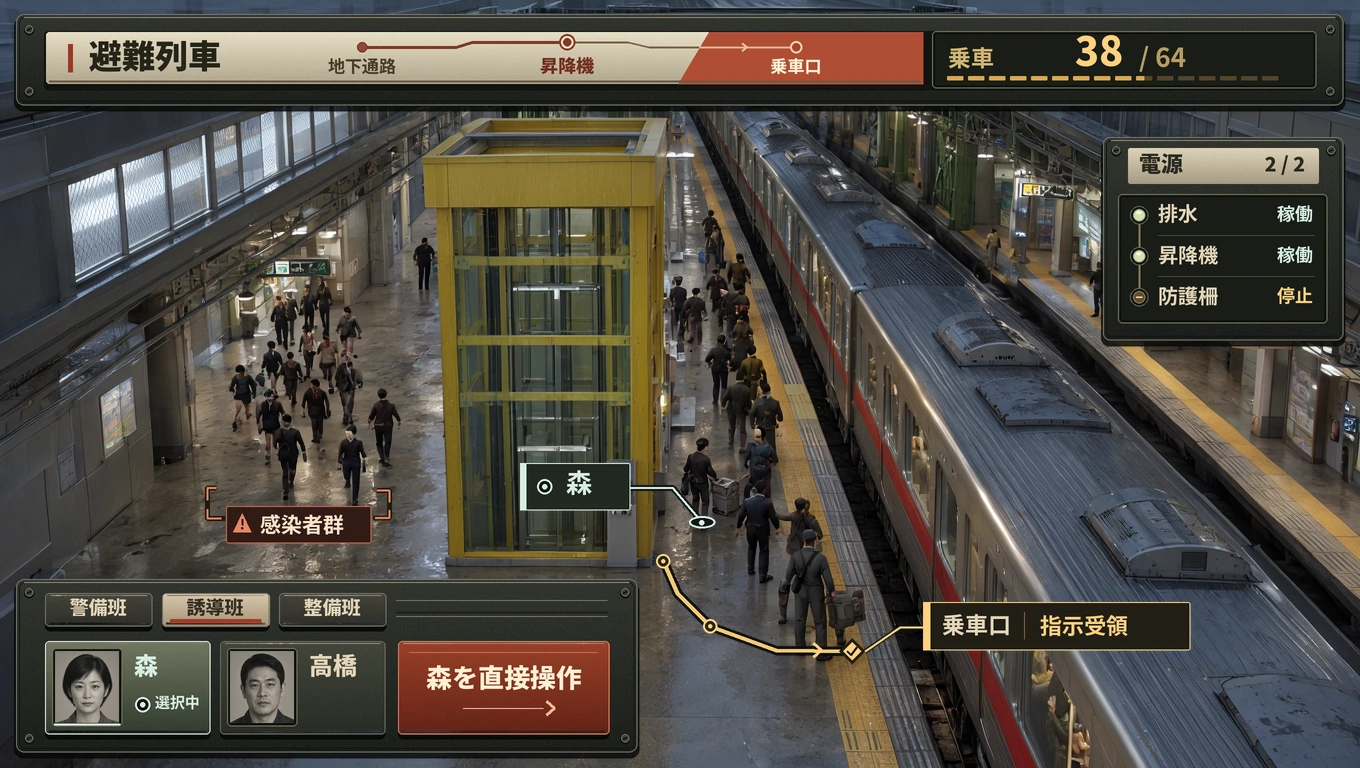 避難列車
地下通路
昇降機
乗車口
乗車 38 / 64
電源 2 / 2
排水 稼働
昇降機 稼働
防護柵 停止
森
感染者群
乗車口 指示受領
警備班 誘導班 整備班
森
選択中
高橋
森を直接操作